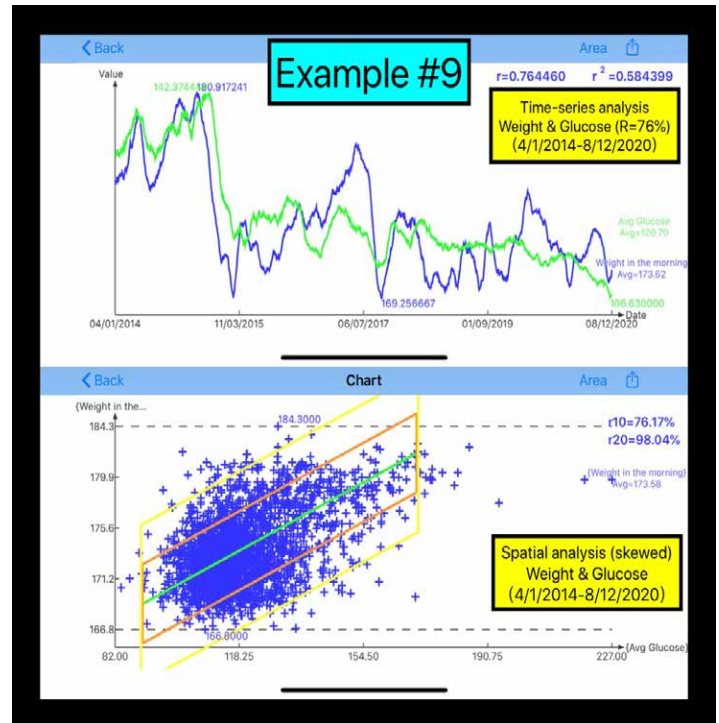 Back
Example #9
Area
Value
142.3744
180.917241
r=0.764460 r²=0.584399
Time-series analysis
Weight & Glucose (R=76%)
(4/1/2014-8/12/2020)
Avg Glucose
Avg=120.70
Weight in the morning
Avg=173.62
169.256667
106.630000
Date
04/01/2014 11/03/2015 06/07/2017 01/09/2019 08/12/2020
Back
Chart
Area
(Weight in the...
184.3000
184.3
r10=76.17%
r20=98.04%
179.9
(Weight in the morning)
Avg=173.58
175.6
Spatial analysis (skewed)
Weight & Glucose
(4/1/2014-8/12/2020)
171.2
166.8
166.8000
(Avg Glucose)
82.00 118.25 154.50 190.75 227.00